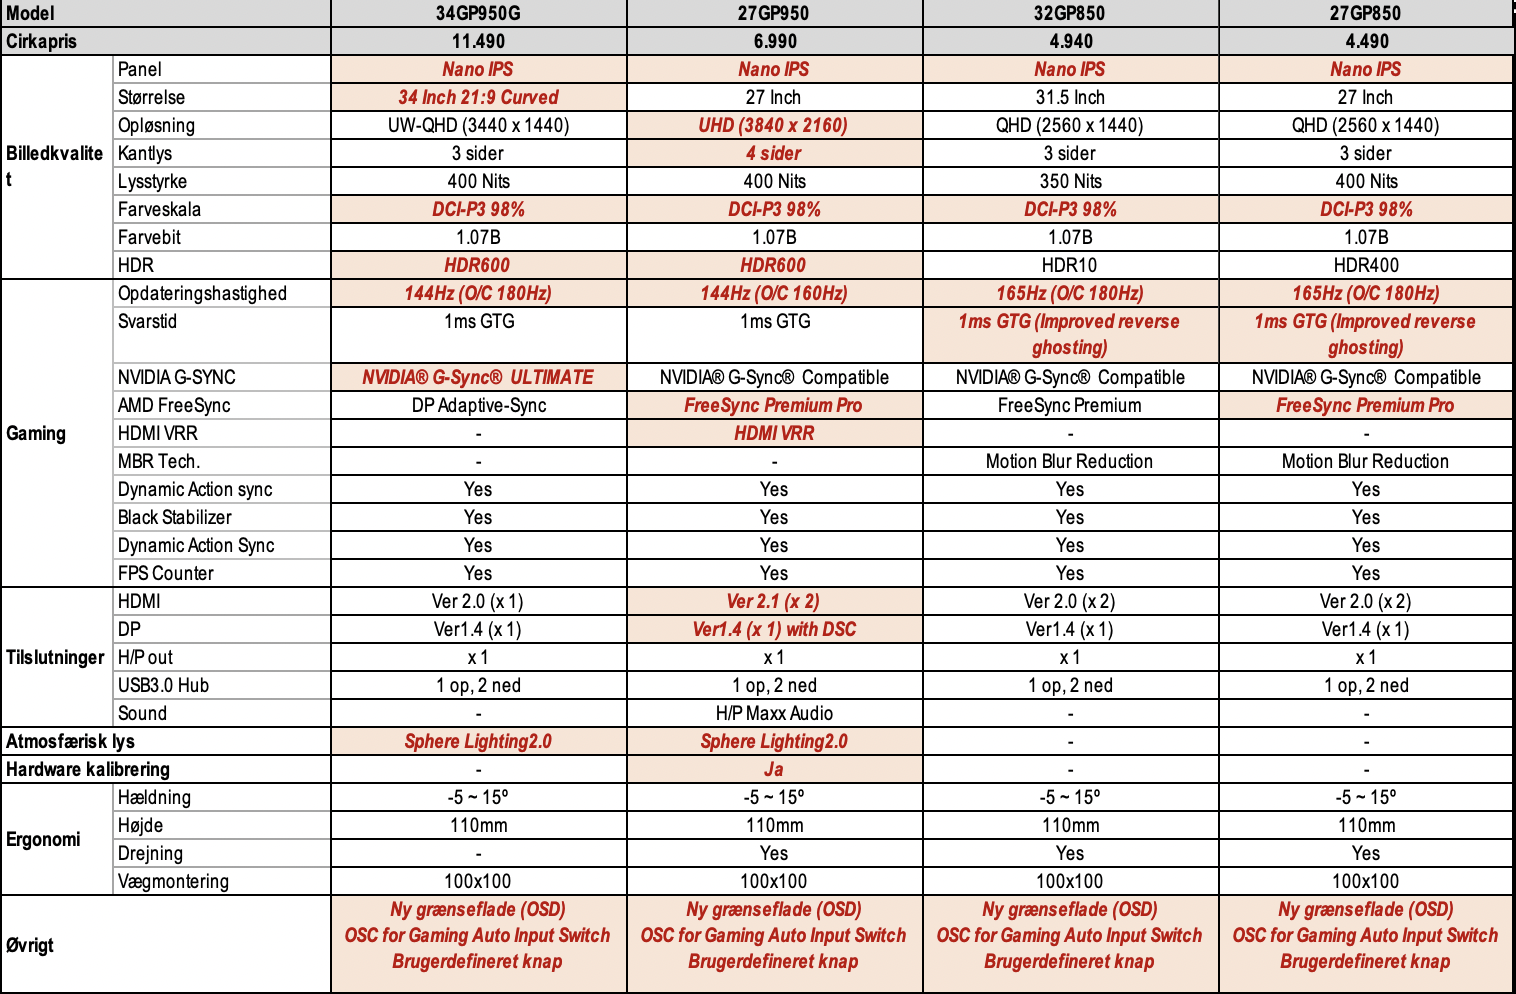 Model 34GP950G 27GP950 32GP850 27GP850
Cirkapris 11.490 6.990 4.940 4.490
Billedkvalite
t
Panel Nano IPS Nano IPS Nano IPS Nano IPS
Størrelse 34 Inch 21:9 Curved 27 Inch 31.5 Inch 27 Inch
Opløsning UW-QHD (3440 x 1440) UHD (3840 x 2160) QHD (2560 x 1440) QHD (2560 x 1440)
Kantlys 3 sider 4 sider 3 sider 3 sider
Lysstyrke 400 Nits 400 Nits 350 Nits 400 Nits
Farveskala DCI-P3 98% DCI-P3 98% DCI-P3 98% DCI-P3 98%
Farvebit 1.07B 1.07B 1.07B 1.07B
HDR HDR600 HDR600 HDR10 HDR400
Gaming
Opdateringshastighed 144Hz (O/C 180Hz) 144Hz (O/C 160Hz) 165Hz (O/C 180Hz) 165Hz (O/C 180Hz)
Svarstid 1ms GTG 1ms GTG 1ms GTG (Improved reverse 1ms GTG (Improved reverse
ghosting) ghosting)
NVIDIA G-SYNC NVIDIA® G-Sync® ULTIMATE NVIDIA® G-Sync® Compatible NVIDIA® G-Sync® Compatible NVIDIA® G-Sync® Compatible
AMD FreeSync DP Adaptive-Sync FreeSync Premium Pro FreeSync Premium FreeSync Premium Pro
HDMI VRR - HDMI VRR - -
MBR Tech. - - Motion Blur Reduction Motion Blur Reduction
Dynamic Action sync Yes Yes Yes Yes
Black Stabilizer Yes Yes Yes Yes
Dynamic Action Sync Yes Yes Yes Yes
FPS Counter Yes Yes Yes Yes
Tilslutninger
HDMI Ver 2.0 (x 1) Ver 2.1 (x 2) Ver 2.0 (x 2) Ver 2.0 (x 2)
DP Ver1.4 (x 1) Ver1.4 (x 1) with DSC Ver1.4 (x 1) Ver1.4 (x 1)
H/P out x 1 x 1 x 1 x 1
USB3.0 Hub 1 op, 2 ned 1 op, 2 ned 1 op, 2 ned 1 op, 2 ned
Sound - H/P Maxx Audio - -
Atmosfærisk lys Sphere Lighting2.0 Sphere Lighting2.0 - -
Hardware kalibrering - Ja - -
Ergonomi
Hældning -5 ~ 15º -5 ~ 15º -5 ~ 15º -5 ~ 15º
Højde 110mm 110mm 110mm 110mm
Drejning - Yes Yes Yes
Vægmontering 100x100 100x100 100x100 100x100
Øvrigt
Ny grænseflade (OSD) Ny grænseflade (OSD) Ny grænseflade (OSD) Ny grænseflade (OSD)
OSC for Gaming Auto Input Switch OSC for Gaming Auto Input Switch OSC for Gaming Auto Input Switch OSC for Gaming Auto Input Switch
Brugerdefineret knap Brugerdefineret knap Brugerdefineret knap Brugerdefineret knap